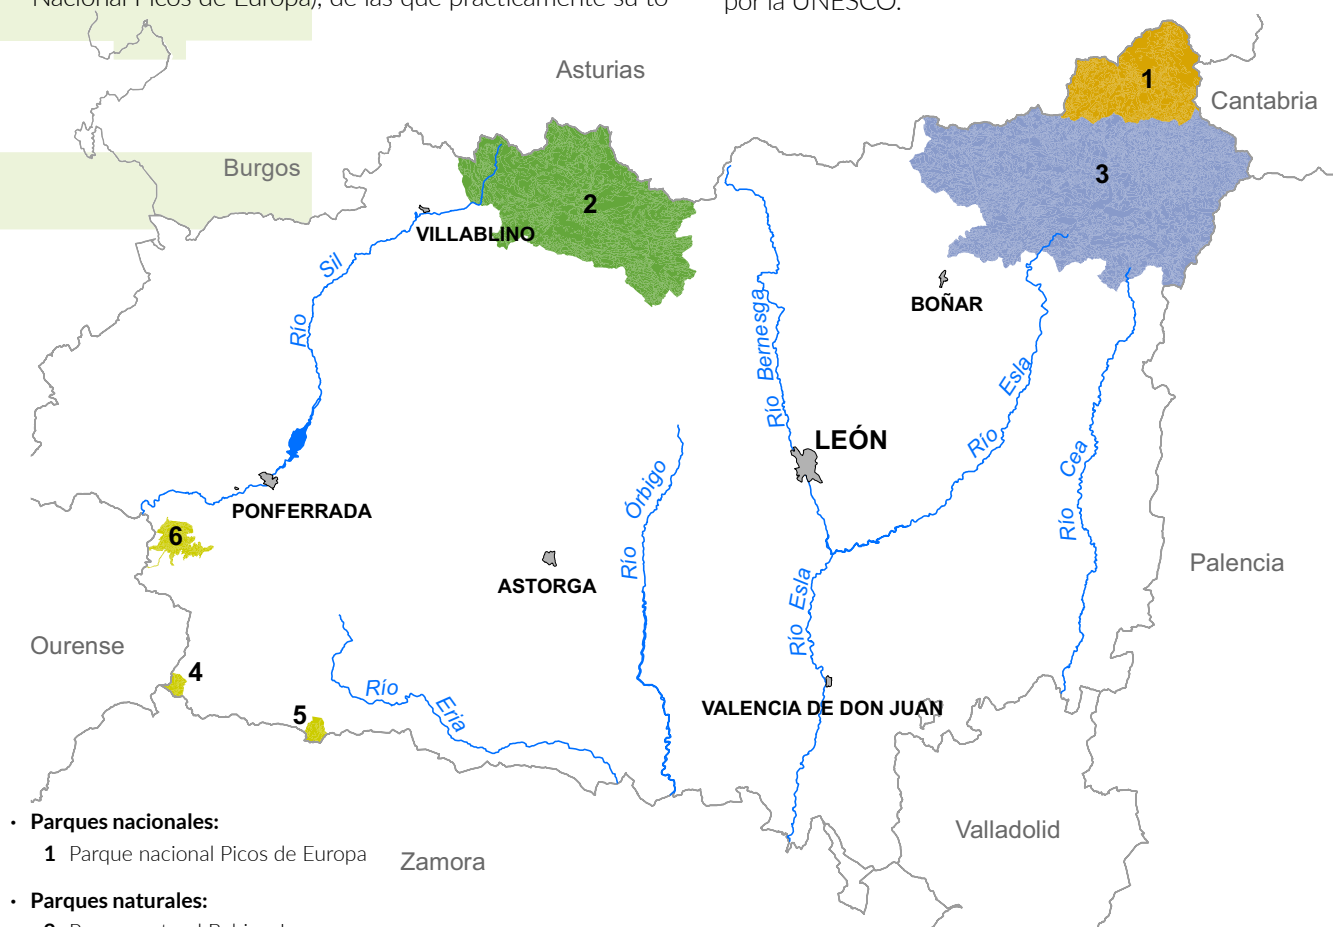 Nacional Picos de Europa), de las que prácticamente su to
por la UNESCO.
Asturias
1
Cantabria
Burgos
3
2
VILLABLINO
Río Sil
BOÑAR
Río Bernesga
Río Esla
LEÓN
Río Cea
Río Órbigo
PONFERRADA
6
ASTORGA
Palencia
Río Esla
Ourense
4
Río Eria
5
VALENCIA DE DON JUAN
Valladolid
Zamora
· Parques nacionales:
1 Parque nacional Picos de Europa
· Parques naturales: